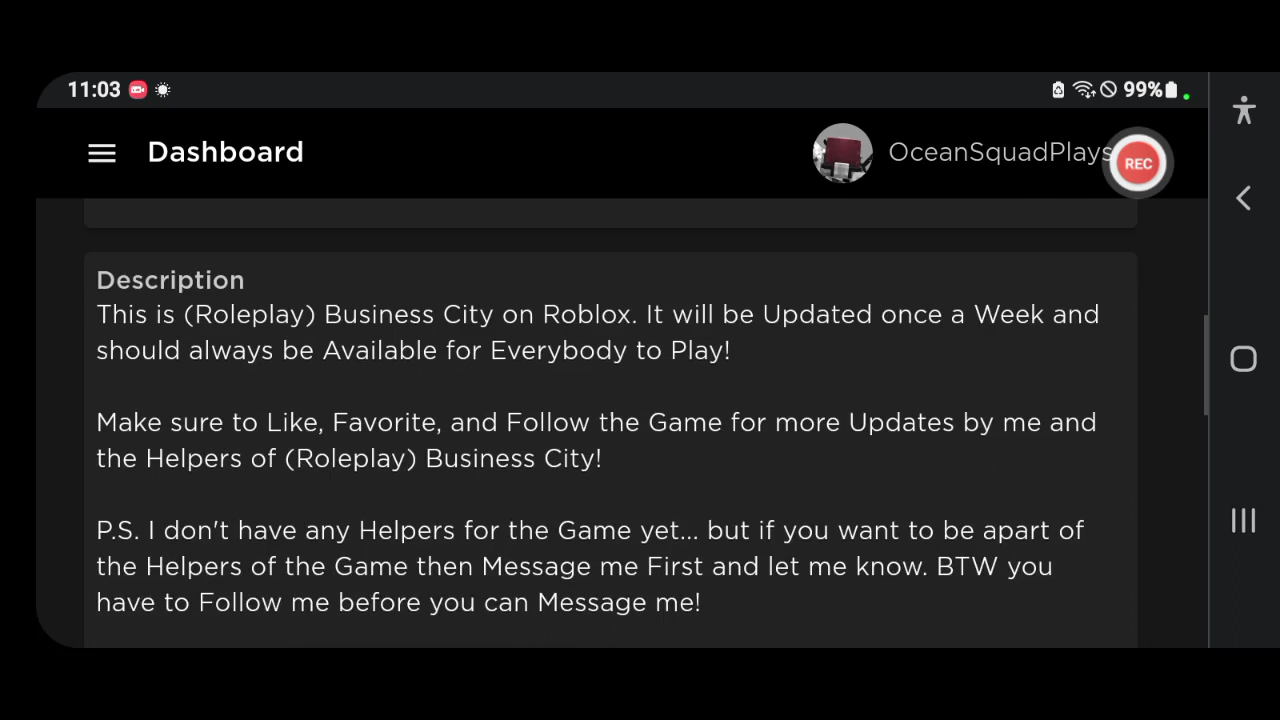 11:03
99%
Dashboard
OceanSquadPlays
REC
Description
This is (Roleplay) Business City on Roblox. It will be Updated once a Week and
should always be Available for Everybody to Play!
Make sure to Like, Favorite, and Follow the Game for more Updates by me and
the Helpers of (Roleplay) Business City!
P.S. I don't have any Helpers for the Game yet... but if you want to be apart of
the Helpers of the Game then Message me First and let me know. BTW you
have to Follow me before you can Message me!